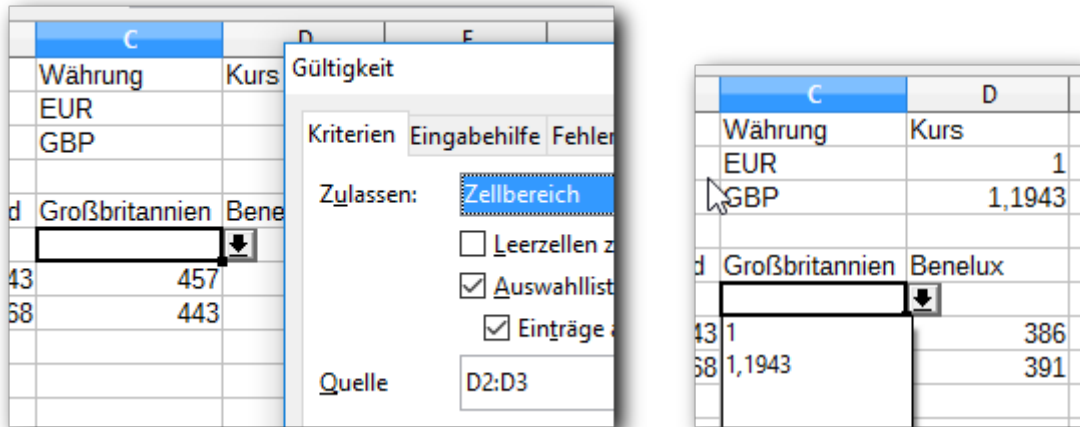 C D E
Währung Kurs
EUR
GBP
d Großbritannien Bene
43 457
68 443
Gültigkeit
Kriterien Eingabehilfe Fehler
Zulassen: Zellbereich
Leerzellen z
Auswahllist
Einträge a
Quelle D2:D3
C D
Währung Kurs
EUR 1
GBP 1,1943
d Großbritannien Benelux
43 1 386
68 1,1943 391